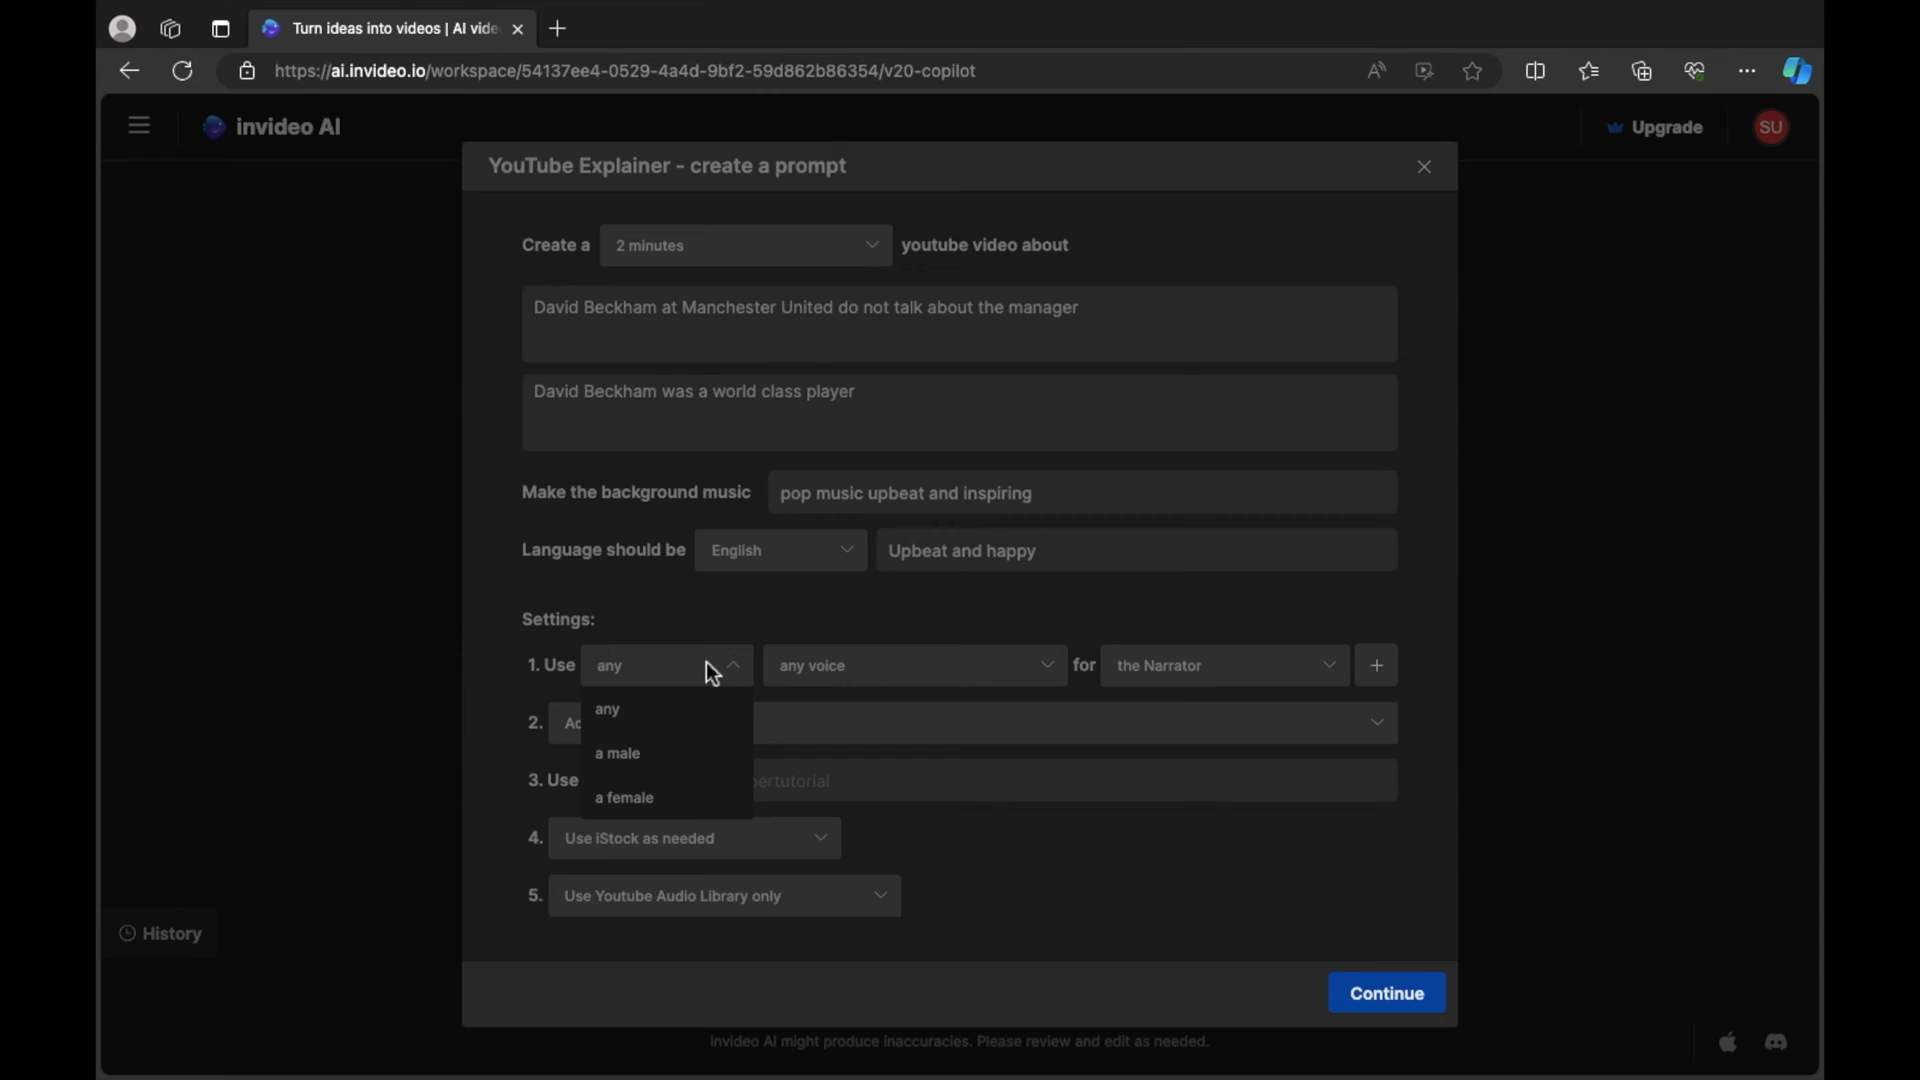 Turn ideas into videos | AI vide
https://ai.invideo.io/workspace/54137ee4-0529-4a4d-9bf2-59d862b86354/v20-copilot
invideo AI
Upgrade
SU
YouTube Explainer - create a prompt
Create a 2 minutes youtube video about
David Beckham at Manchester United do not talk about the manager
David Beckham was a world class player
Make the background music pop music upbeat and inspiring
Language should be English Upbeat and happy
Settings:
1. Use any any voice for the Narrator +
any
2.
a male
3. Use pertutorial
a female
4. Use iStock as needed
5. Use Youtube Audio Library only
History
Continue
invideo AI might produce inaccuracies. Please review and edit as needed.